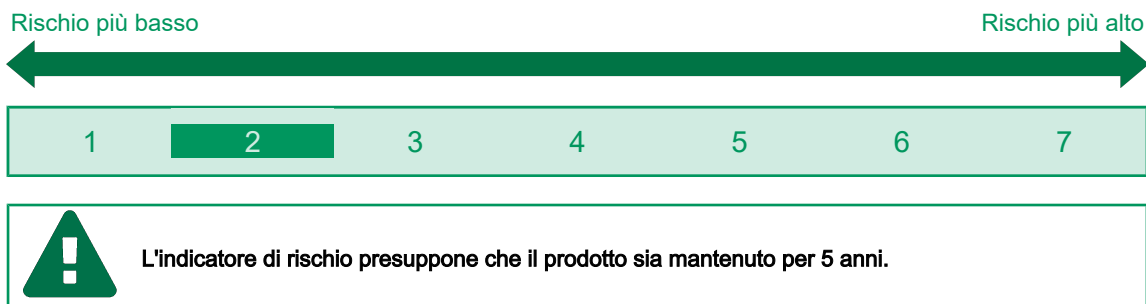 Rischio più basso Rischio più alto
1 2 3 4 5 6 7
L'indicatore di rischio presuppone che il prodotto sia mantenuto per 5 anni.